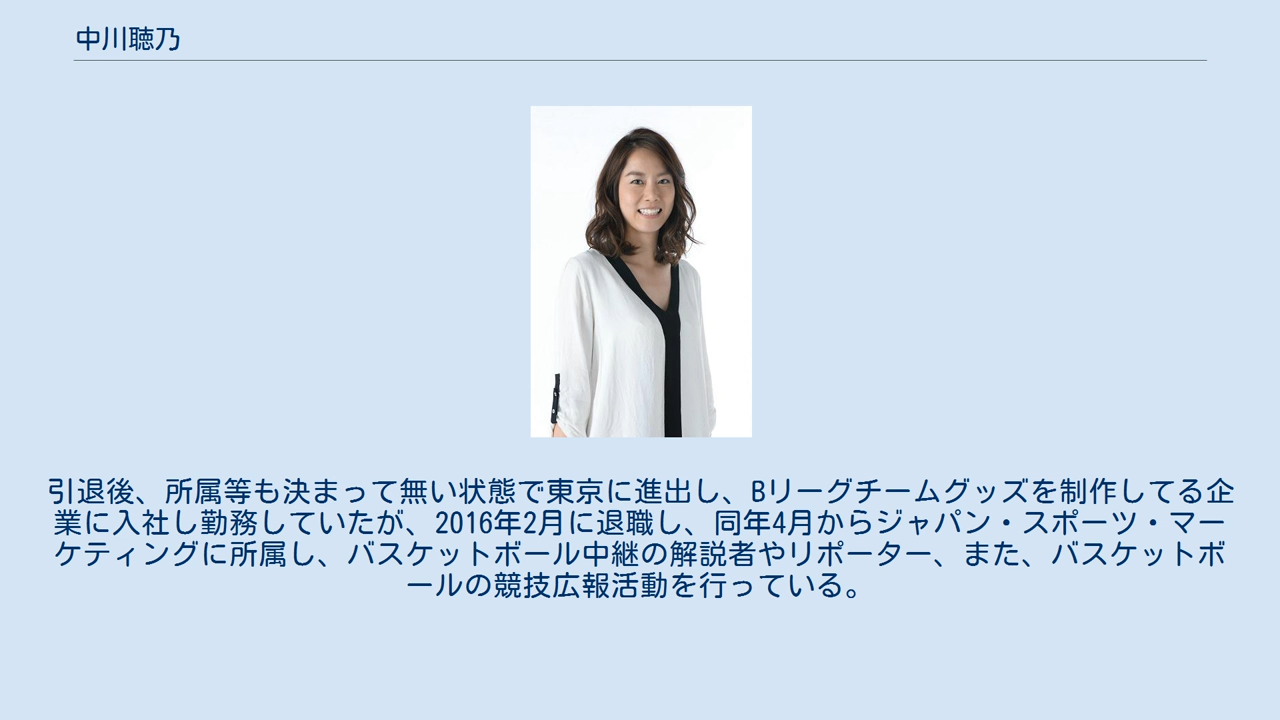 中川聴乃
引退後、所属等も決まって無い状態で東京に進出し、Bリーグチームグッズを制作してる企
業に入社し勤務していたが、2016年2月に退職し、同年4月からジャパン・スポーツ・マー
ケティングに所属し、バスケットボール中継の解説者やリポーター、また、バスケットボ
ールの競技広報活動を行っている。